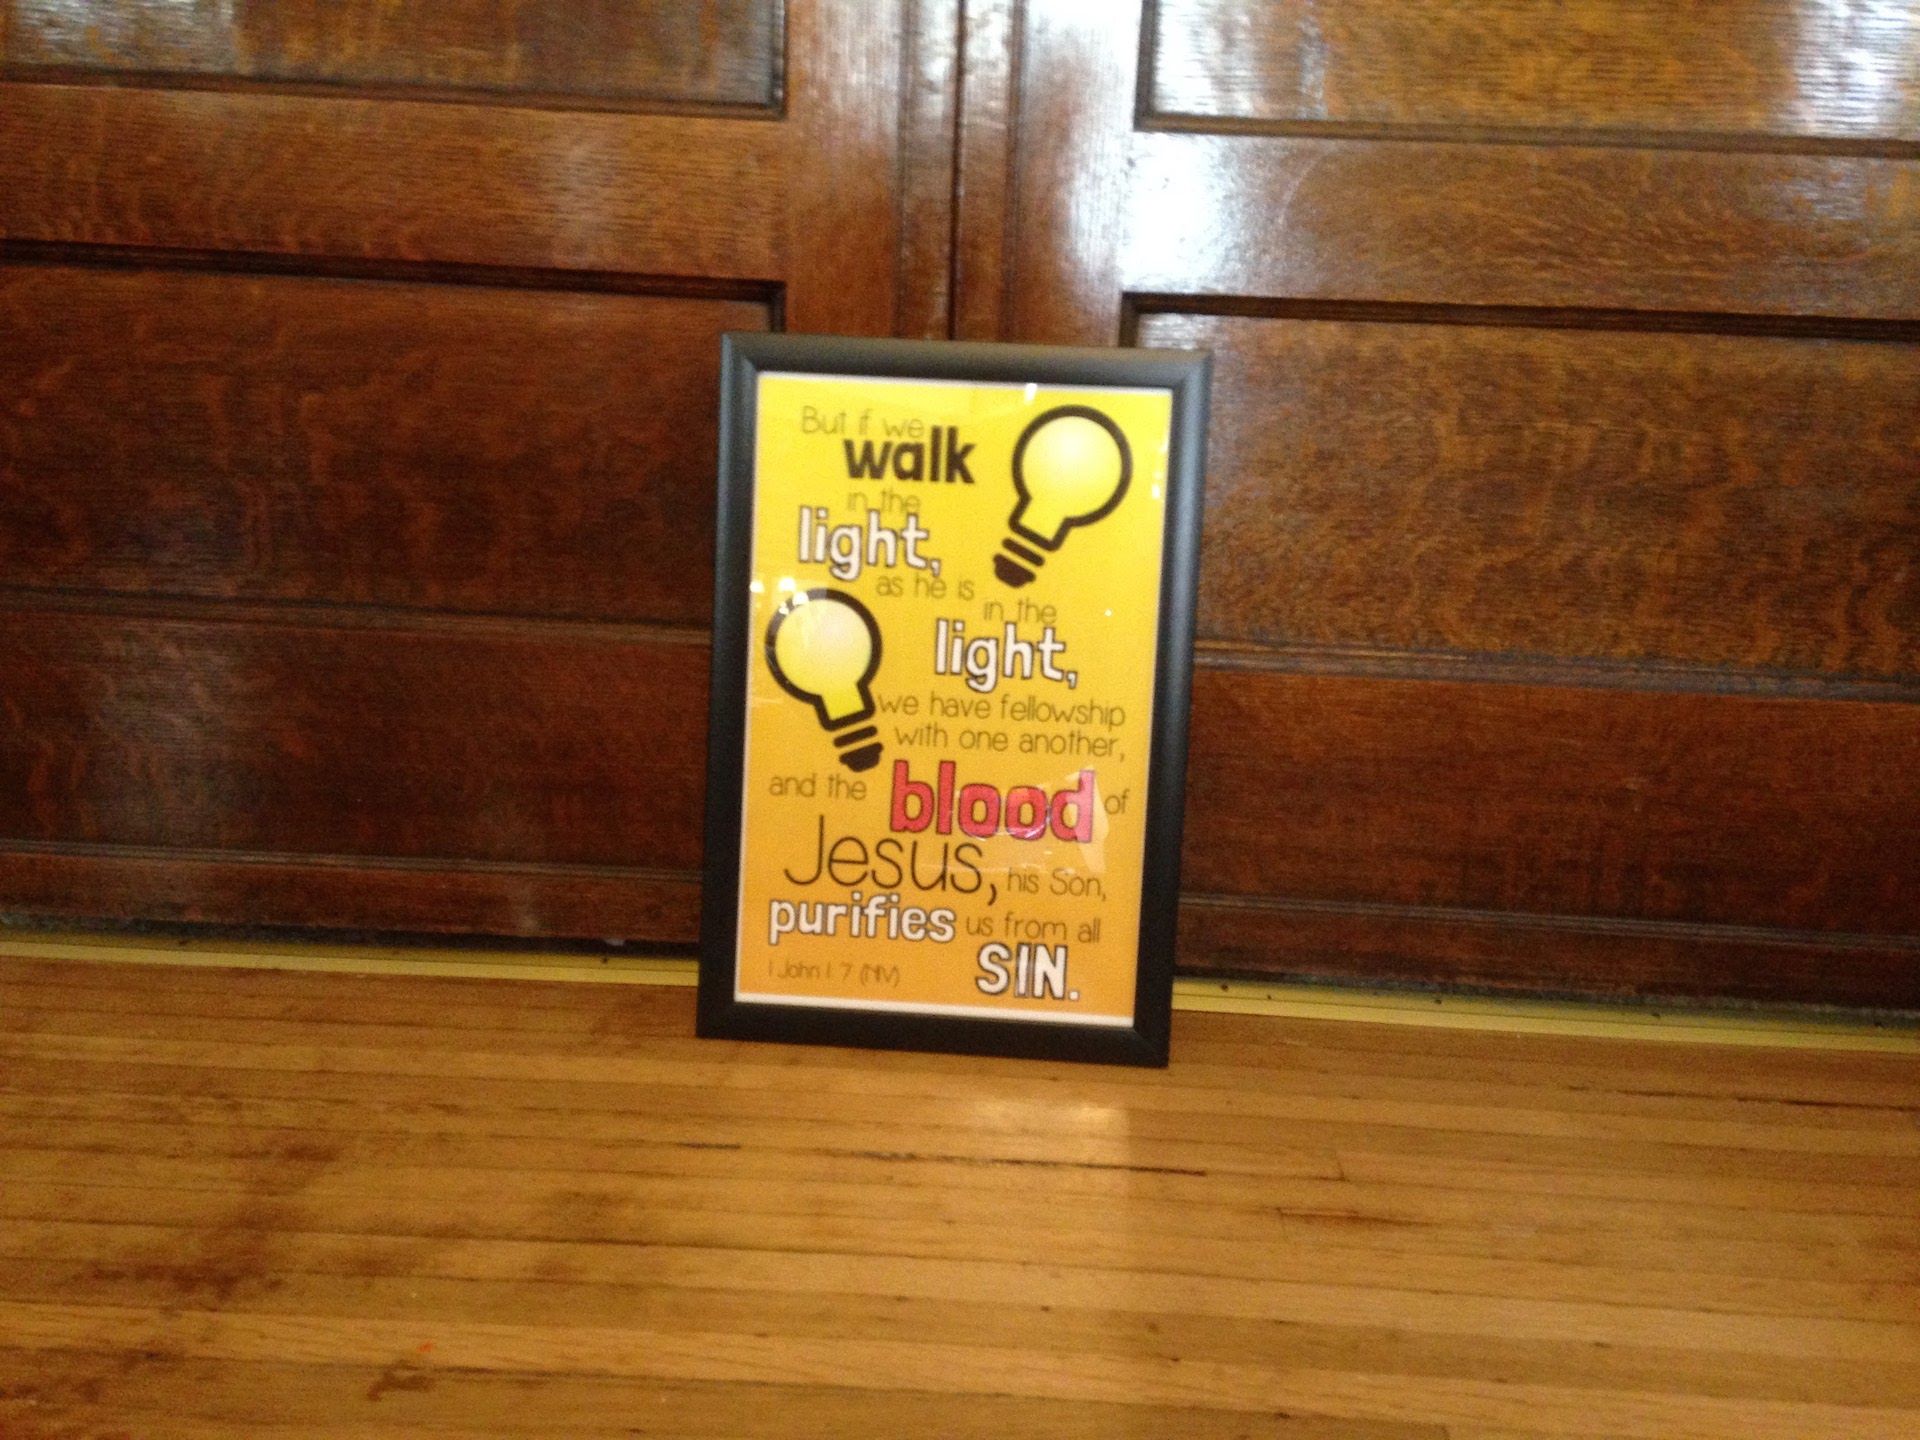 But if we
walk
in the
light,
as he is
in the
light,
we have fellowship
with one another,
and the blood of
Jesus, his Son,
purifies us from all
SIN.
1 John 1:7 (NIV)